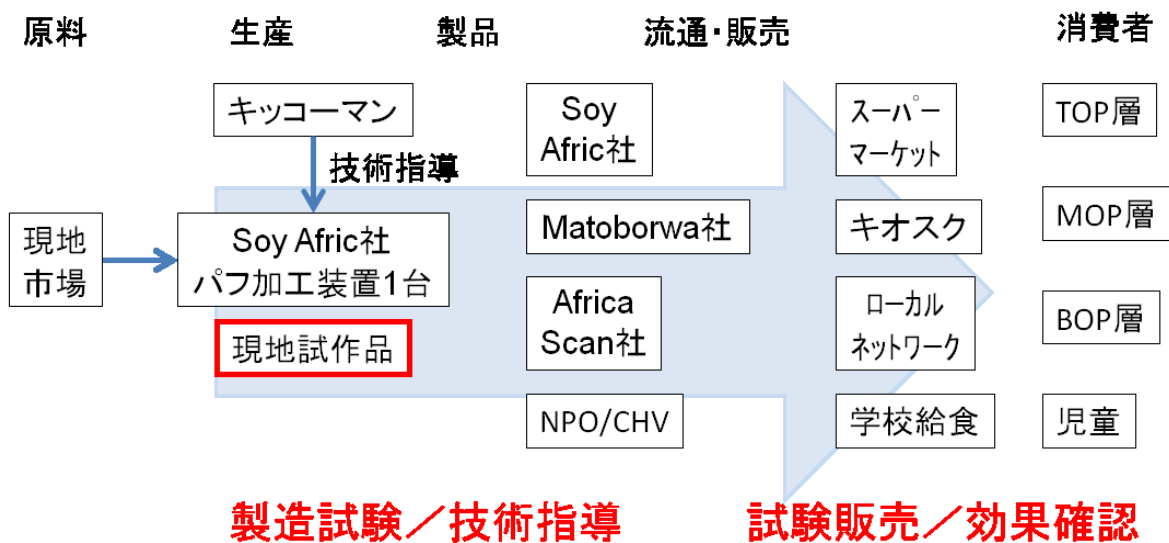 原料 生産 製品 流通・販売 消費者
キッコーマン
技術指導
現地
市場
Soy Afric社
パフ加工装置1台
現地試作品
Soy
Afric社
Matoborwa社
Africa
Scan社
NPO/CHV
スーパー
マーケット
キオスク
ローカル
ネットワーク
学校給食
TOP層
MOP層
BOP層
児童
製造試験／技術指導 試験販売／効果確認